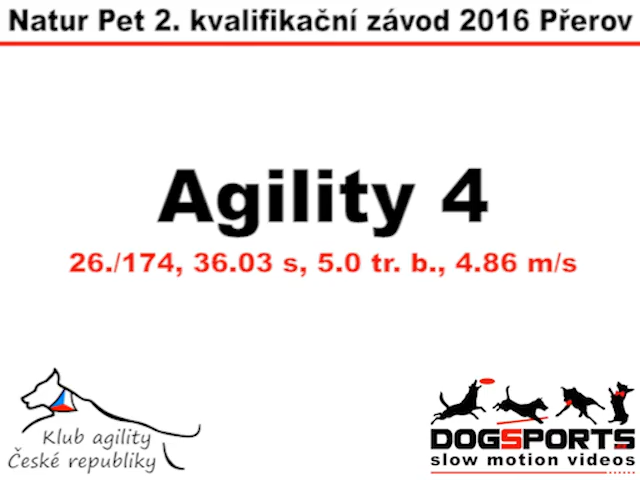 Natur Pet 2. kvalifikační závod 2016 Přerov
Agility 4
26./174, 36.03 s, 5.0 tr. b., 4.86 m/s
Klub agility
České republiky
DOGSPORTS
slow motion videos